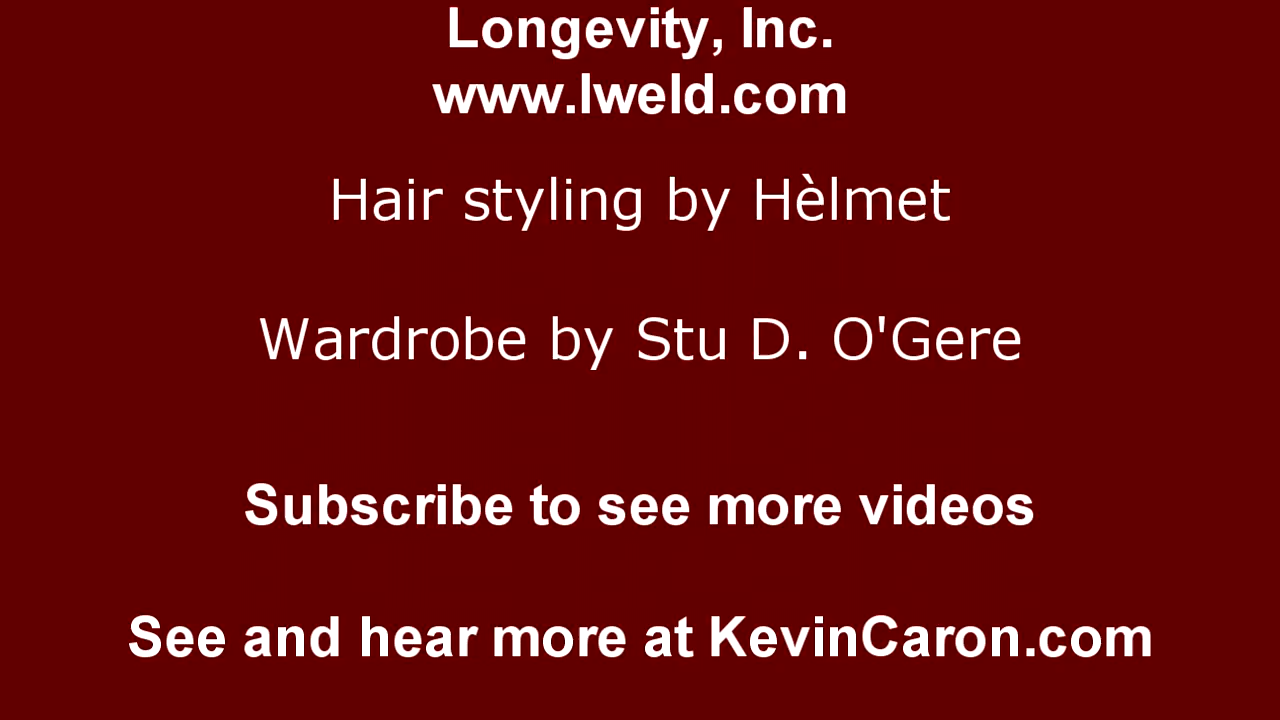 Longevity, Inc.
www.lweld.com
Hair styling by Hèlmet
Wardrobe by Stu D. O'Gere
Subscribe to see more videos
See and hear more at KevinCaron.com